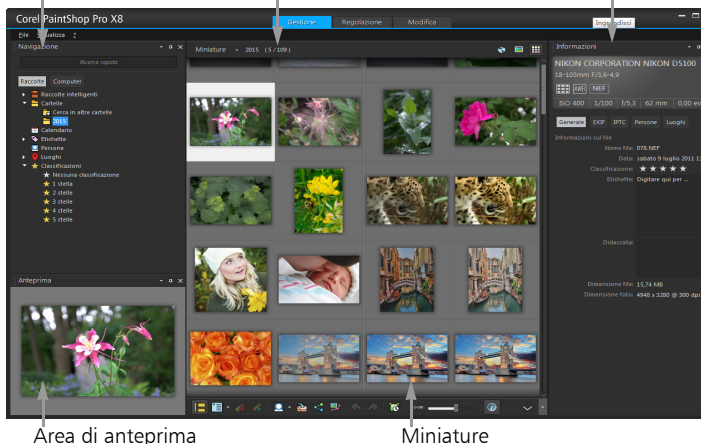 Corel PaintShop Pro X8
Gestione
Regolazione
Modifica
File
?
Navigazione
Ricerca rapida
Raccolte
Computer
Raccolte intelligenti
Cartelle
Cerca in altre cartelle
2015
Calendario
Etichette
Persone
Luoghi
Classificazioni
Nessuna classificazione
1 stella
2 stelle
3 stelle
4 stelle
5 stelle
Anteprima
Miniature
2015 (5/109)
Informazioni
NIKON CORPORATION NIKON D5100
18-105mm F/3,6-4,9
AWB
NEF
ISO 400
1/100
f/5,3
62 mm
0,00 ev
Generale
EXIF
IPTC
Persone
Luoghi
Informazioni sul file
Nome file: 078.NEF
Data: sabato 9 luglio 2011 13
Classificazione:
Etichette: Digitare qui per ...
Didascalia:
Dimensione file: 15,74 MB
Dimensione foto: 4948 x 3280 @ 300 dpi
Area di anteprima
Miniature